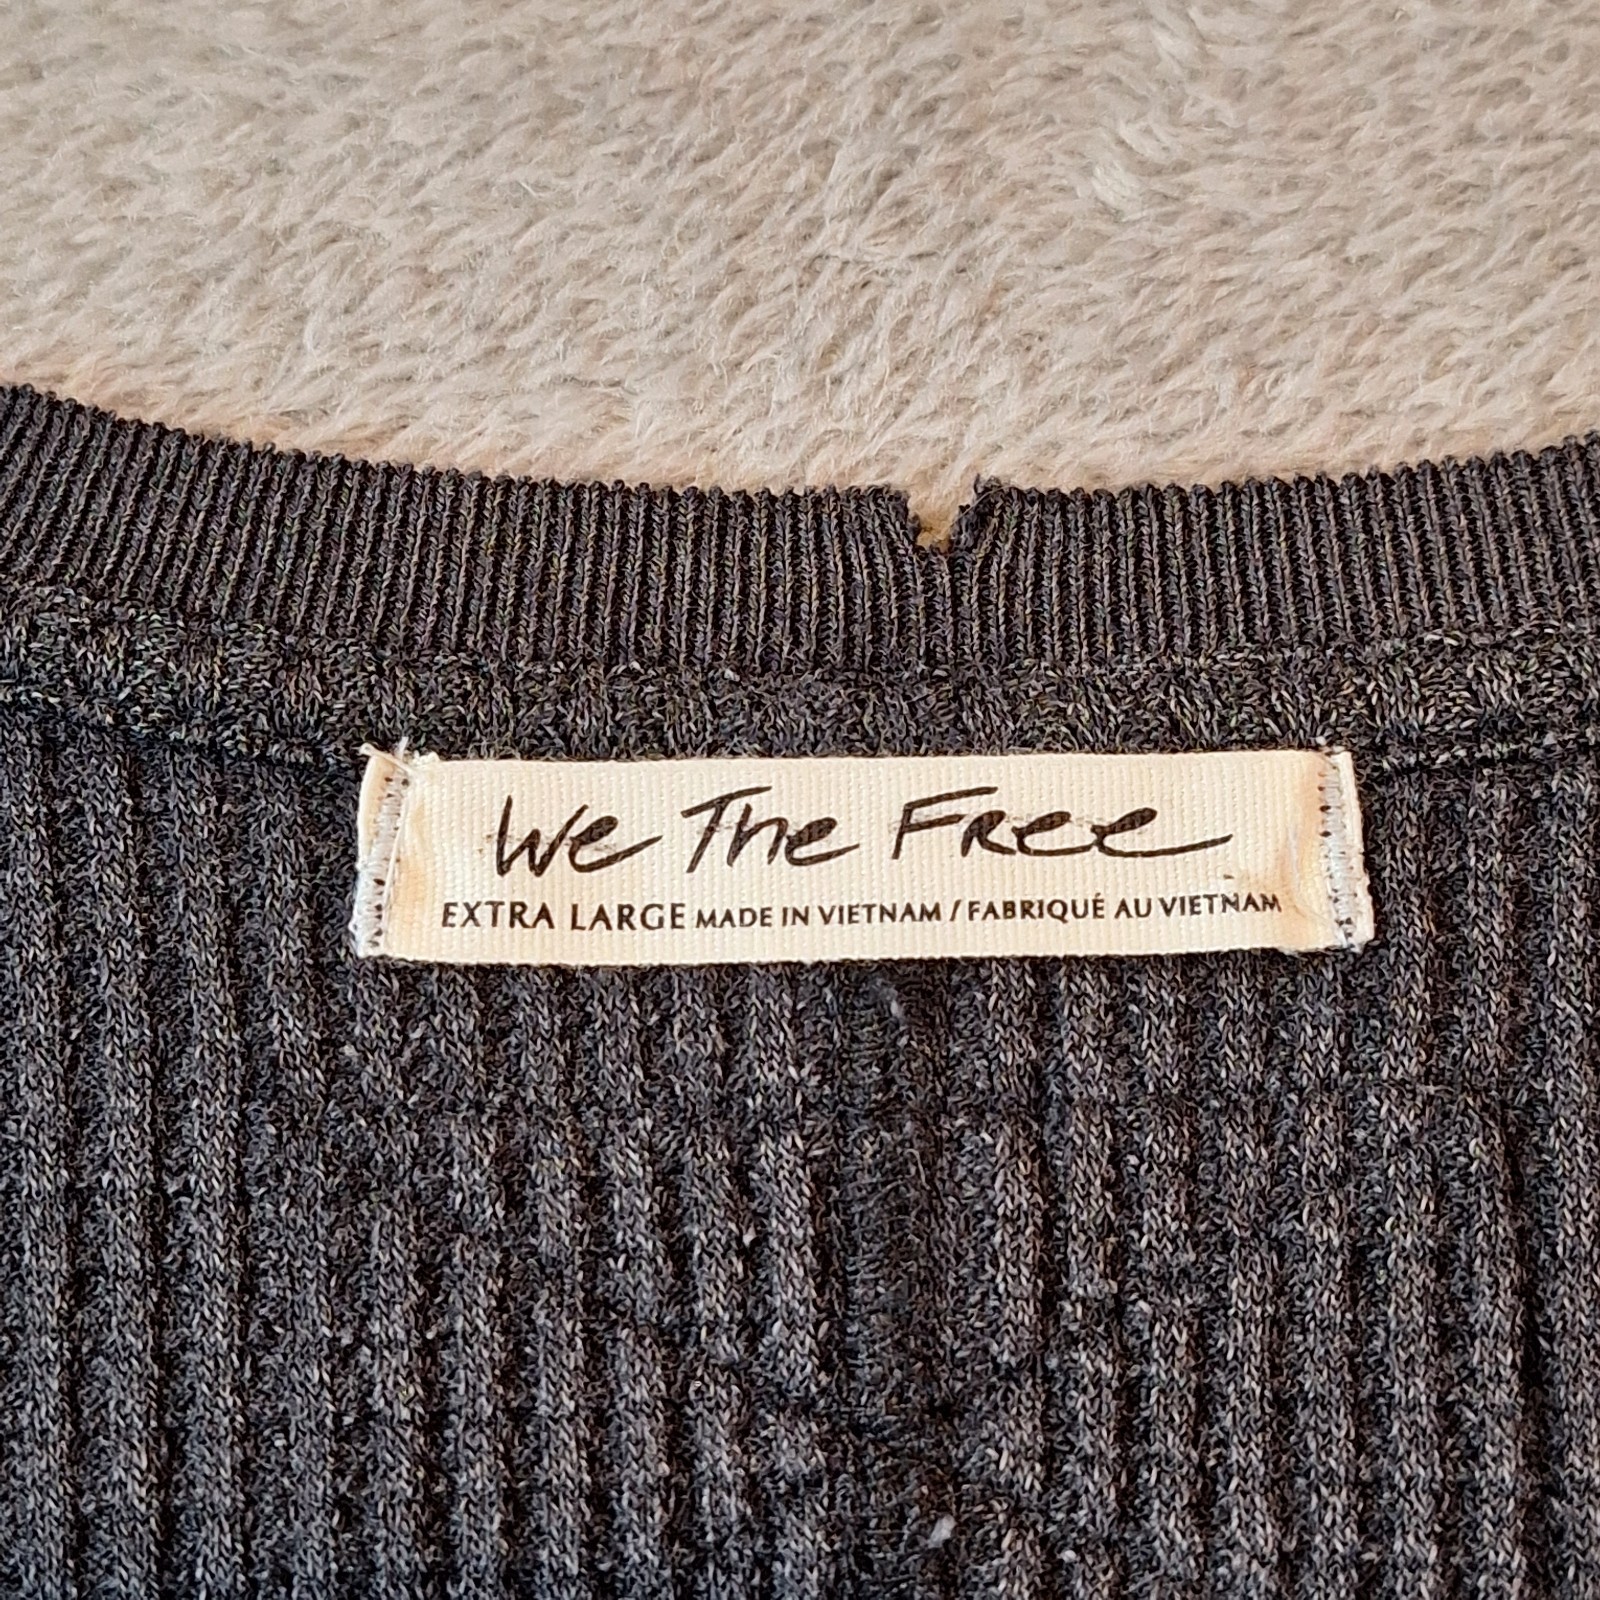 We The Free
EXTRA LARGE MADE IN VIETNAM / FABRIQUÉ AU VIETNAM